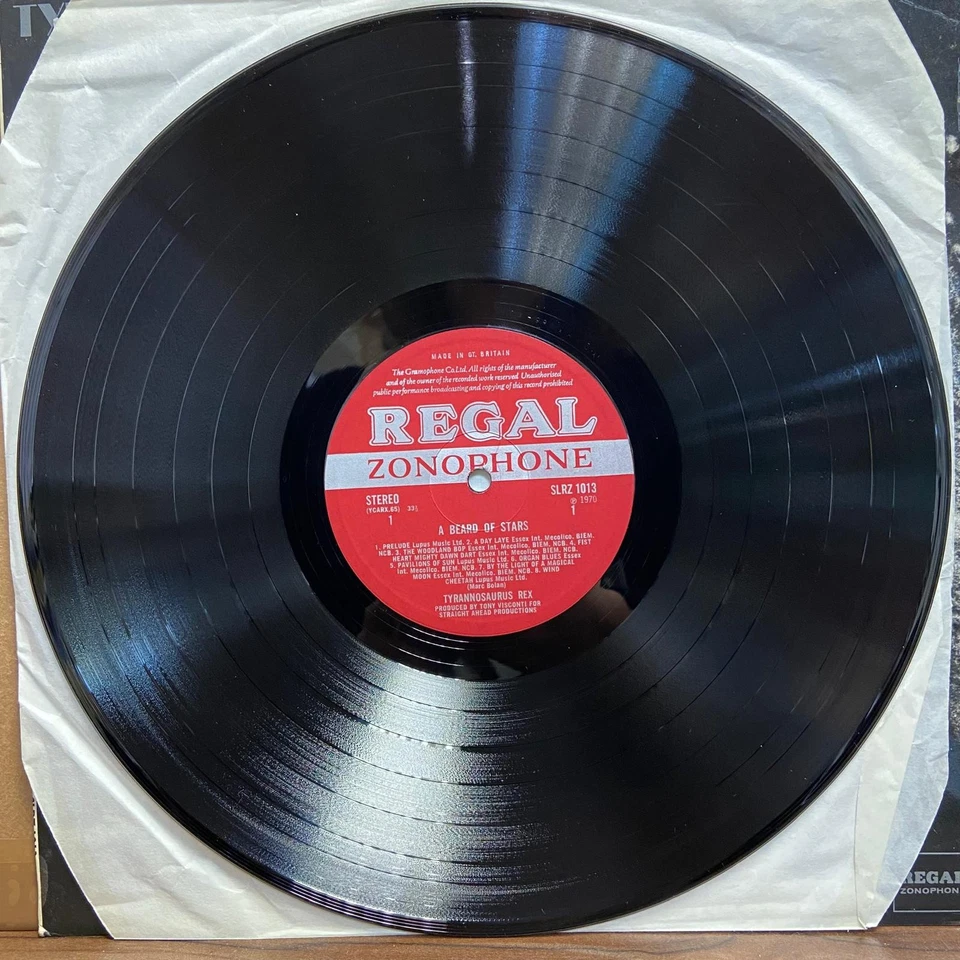 TY
MADE IN GT. BRITAIN
The Gramophone Co.Ltd. All rights of the manufacturer
and of the owner of the recorded work reserved Unauthorised
public performance broadcasting and copying of this record prohibited
REGAL
ZONOPHONE
STEREO
(YCARX.65) 33⅓
1
SLRZ 1013
℗ 1970
1
A BEARD OF STARS
1. PRELUDE Lupus Music Ltd. 2. A DAY LAYE Essex Int. Mecolico. BIEM.
NCB. 3. THE WOODLAND BOP Essex Int. Mecolico. BIEM. NCB. 4. FIST
HEART MIGHTY DAWN DART Essex Int. Mecolico. BIEM. NCB.
5. PAVILIONS OF SUN Lupus Music Ltd. 6. ORGAN BLUES Essex
Int. Mecolico. BIEM. NCB. 7. BY THE LIGHT OF A MAGICAL
MOON Essex Int. Mecolico. BIEM. NCB. 8. WIND
CHEETAH Lupus Music Ltd.
(Marc Bolan)
TYRANNOSAURUS REX
PRODUCED BY TONY VISCONTI FOR
STRAIGHT AHEAD PRODUCTIONS
REGAL
ZONOPHON